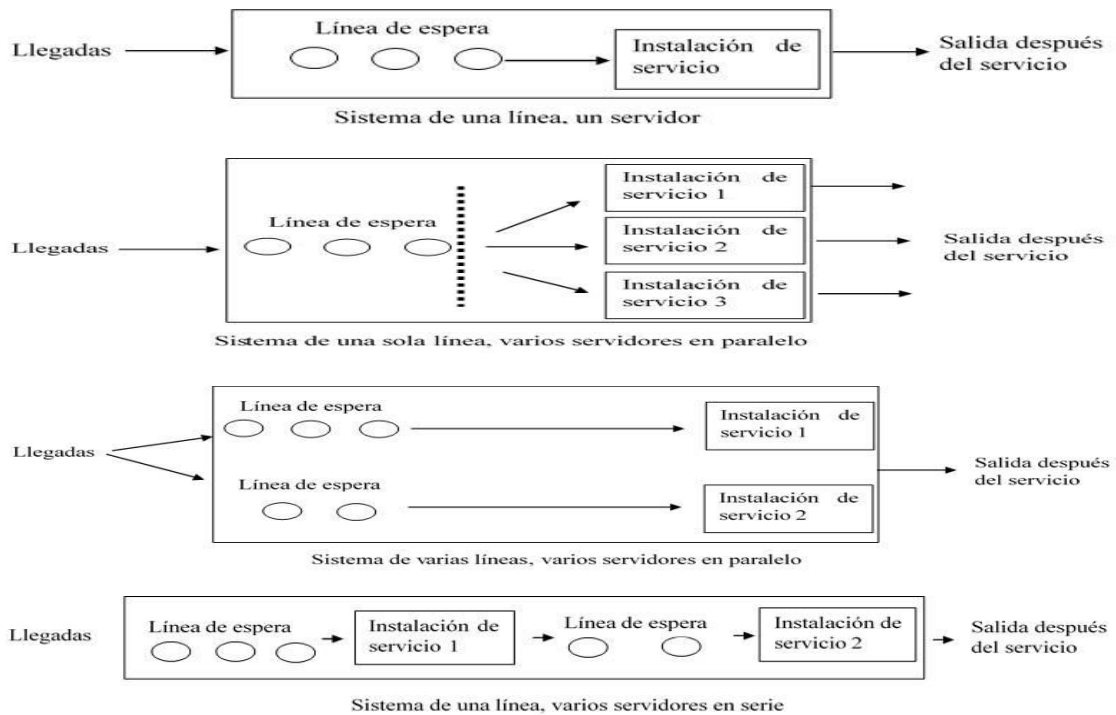 Línea de espera
Llegadas
Instalación de
servicio
Salida después
del servicio
Sistema de una línea, un servidor
Línea de espera
Llegadas
Instalación de
servicio 1
Instalación de
servicio 2
Instalación de
servicio 3
Salida después
del servicio
Sistema de una sola línea, varios servidores en paralelo
Línea de espera
Llegadas
Línea de espera
Instalación de
servicio 1
Instalación de
servicio 2
Salida después
del servicio
Sistema de varias líneas, varios servidores en paralelo
Llegadas
Línea de espera
Instalación de
servicio 1
Línea de espera
Instalación de
servicio 2
Salida después
del servicio
Sistema de una línea, varios servidores en serie